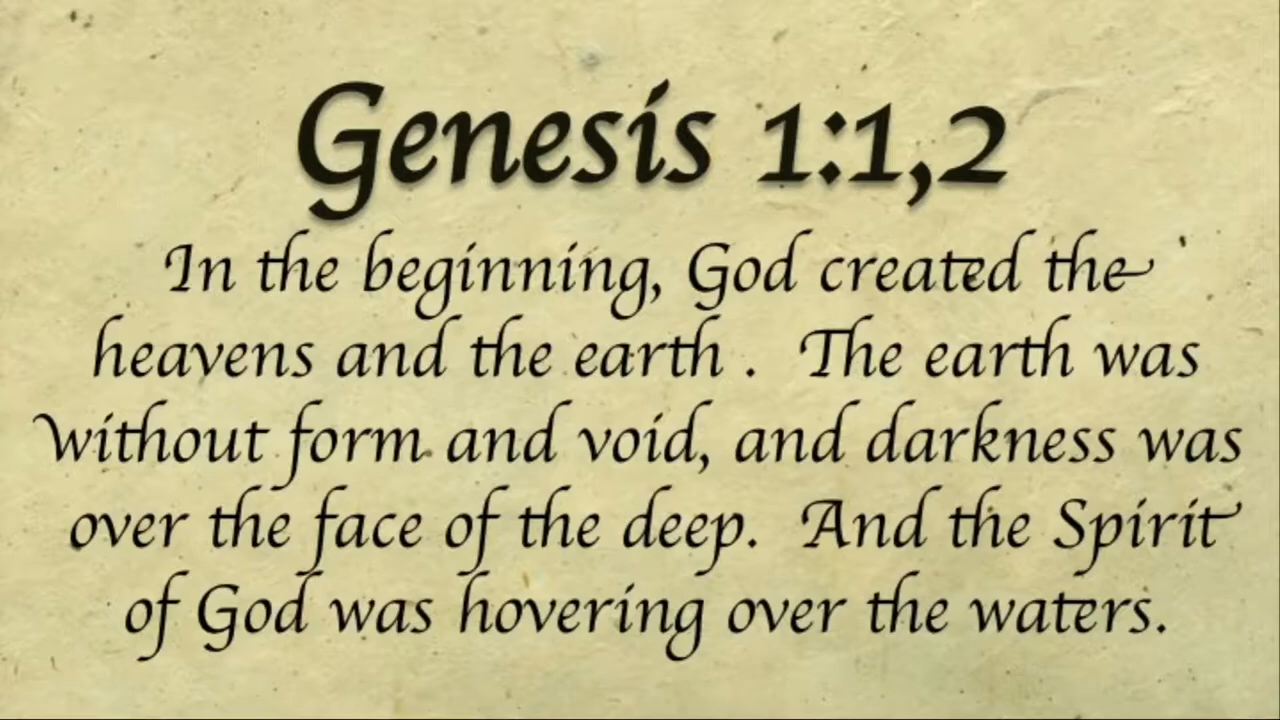 Genesis 1:1,2
In the beginning, God created the
heavens and the earth .  The earth was
without form and void, and darkness was
over the face of the deep.  And the Spirit
of God was hovering over the waters.